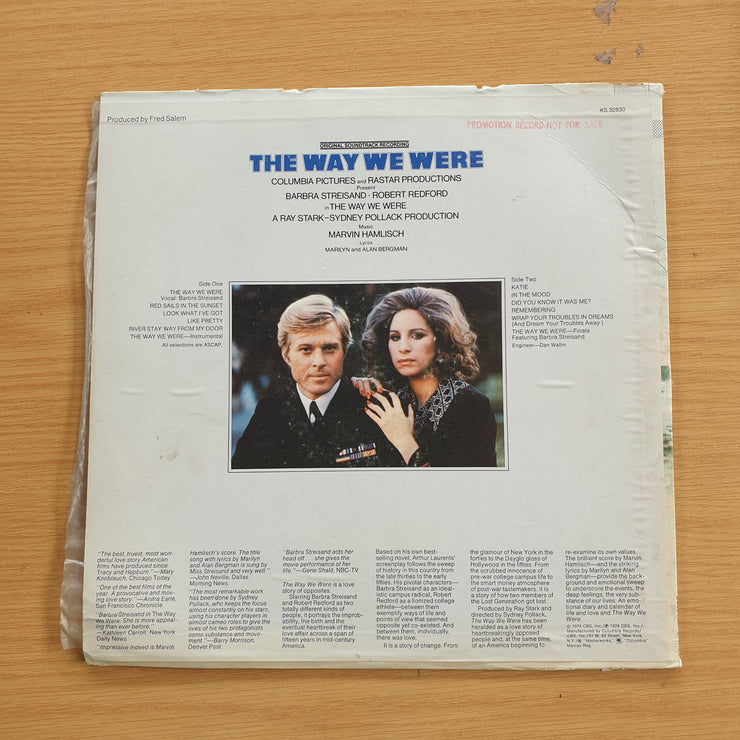 Produced by Fred Salem
KS 32830
PROMOTION RECORD-NOT FOR SALE
ORIGINAL SOUNDTRACK RECORDING
THE WAY WE WERE
COLUMBIA PICTURES and RASTAR PRODUCTIONS
Present
BARBRA STREISAND · ROBERT REDFORD
in THE WAY WE WERE
A RAY STARK–SYDNEY POLLACK PRODUCTION
Music
MARVIN HAMLISCH
Lyrics
MARILYN and ALAN BERGMAN
Side One
THE WAY WE WERE
Vocal: Barbra Streisand
RED SAILS IN THE SUNSET
LOOK WHAT I'VE GOT
LIKE PRETTY
RIVER STAY WAY FROM MY DOOR
THE WAY WE WERE—Instrumental
All selections are ASCAP.
Side Two
KATIE
IN THE MOOD
DID YOU KNOW IT WAS ME?
REMEMBERING
WRAP YOUR TROUBLES IN DREAMS
(And Dream Your Troubles Away)
THE WAY WE WERE—Finale
Featuring Barbra Streisand
Engineer—Dan Wallin
"The best, truest, most won-
derful love story American
films have produced since
Tracy and Hepburn."—Mary
Knoblauch, Chicago Today
"One of the best films of the
year. A provocative and mov-
ing love story."—Anitra Earle,
San Francisco Chronicle
"Barbra Streisand in The Way
We Were: She is more appeal-
ing than ever before."
—Kathleen Carroll, New York
Daily News
"Impressive indeed is Marvin
Hamlisch's score. The title
song with lyrics by Marilyn
and Alan Bergman is sung by
Miss Streisand and very well."
—John Neville, Dallas
Morning News
"The most remarkable work
has been done by Sydney
Pollack, who keeps the focus
almost constantly on his stars,
using his character players in
almost cameo roles to give the
lives of his two protagonists
some substance and move-
ment."—Barry Morrison,
Denver Post
"Barbra Streisand acts her
head off . . . she gives
the movie performance of
her life."—Gene Shalit, NBC-TV
The Way We Were is a love
story of opposites.
Starring Barbra Streisand
and Robert Redford as two
totally different kinds of
people, it portrays the improb-
ability, the birth and the
eventual heartbreak of their
love affair across a span of
fifteen years in mid-century
America.
Based on his own best-
selling novel, Arthur Laurents'
screenplay follows the sweep
of history in this country from
the late thirties to the early
fifties. His pivotal characters—
Barbra Streisand as an ideal-
istic campus radical, Robert
Redford as a lionized college
athlete—between them
exemplify ways of life and
points of view that seemed
opposite yet co-existed. And
between them, individually,
there was love.
It is a story of change. From
the glamour of New York in the
forties to the Dayglo gloss of
Hollywood in the fifties. From
the unbroached innocence of
pre-war college campus life to
the smart money atmosphere
of post-war tastemakers. It is
a story of how two members of
the Lost Generation got lost.
Produced by Ray Stark and
directed by Sydney Pollack,
The Way We Were has been
heralded as a love story of
heartbreakingly opposed
people and, at the same time,
of an America beginning to
re-examine its own values.
The brilliant score by Marvin
Hamlisch—and the striking
lyrics by Marilyn and Alan
Bergman—provide the back-
ground and emotional sweep
to underscore the events, the
deep feelings, the very sub-
stance of our lives. An emo-
tional diary and calendar of
life and love and The Way We
Were.
© 1974 CBS, Inc./℗ 1974 CBS, Inc./
Manufactured by Columbia Records/
CBS, Inc./51 W. 52 Street, New York,
N.Y./® "Masterworks," "Columbia"
Marcas Reg.